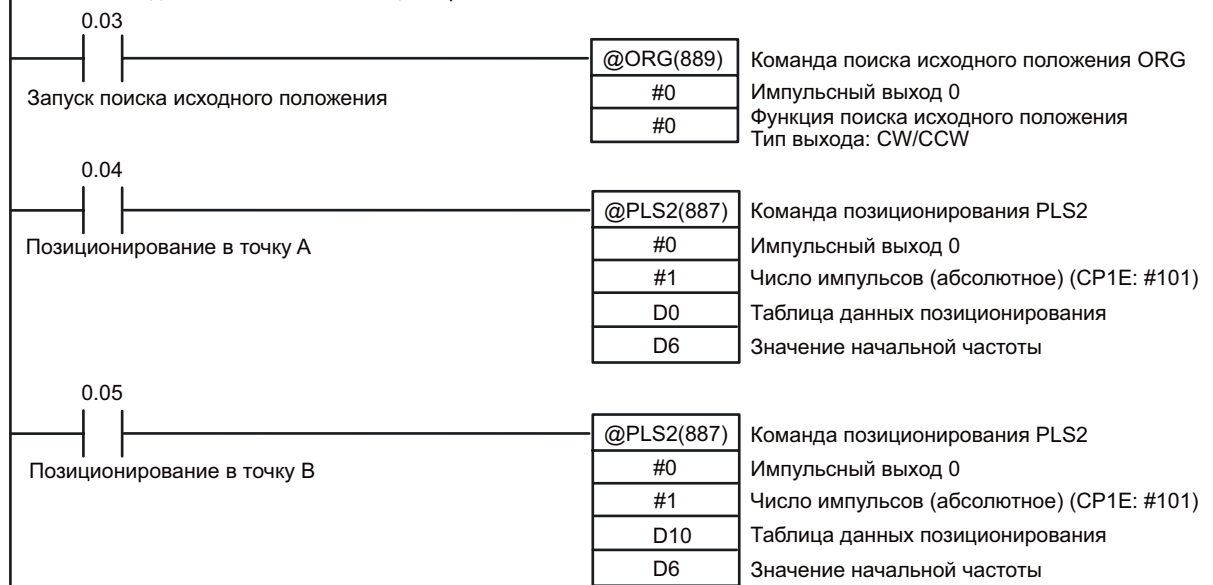 0.03
@ORG(889) Команда поиска исходного положения ORG
Запуск поиска исходного положения
#0 Импульсный выход 0
#0 Функция поиска исходного положения
Тип выхода: CW/CCW
0.04
@PLS2(887) Команда позиционирования PLS2
Позиционирование в точку A
#0 Импульсный выход 0
#1 Число импульсов (абсолютное) (CP1E: #101)
D0 Таблица данных позиционирования
D6 Значение начальной частоты
0.05
@PLS2(887) Команда позиционирования PLS2
Позиционирование в точку B
#0 Импульсный выход 0
#1 Число импульсов (абсолютное) (CP1E: #101)
D10 Таблица данных позиционирования
D6 Значение начальной частоты